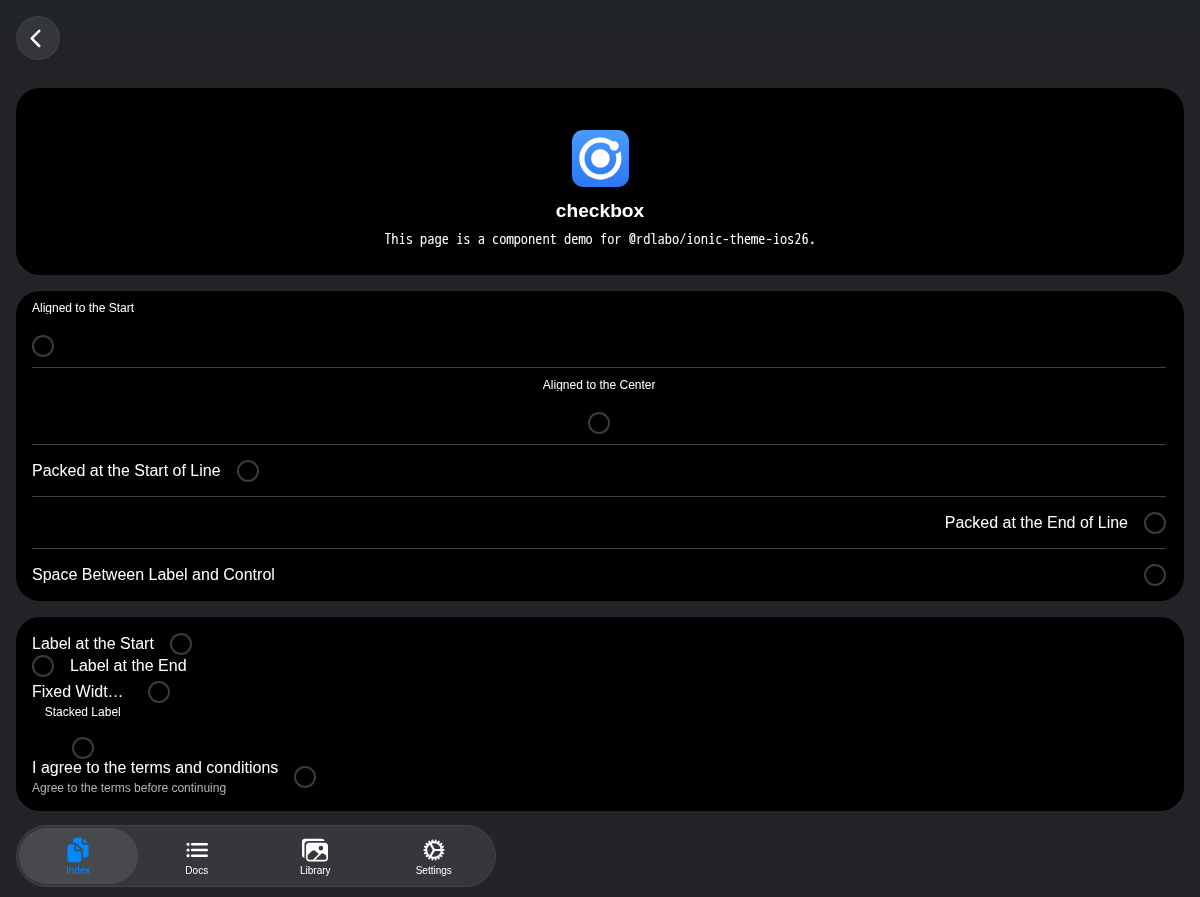 checkbox
This page is a component demo for @rdlabo/ionic-theme-ios26.
Aligned to the Start
Aligned to the Center
Packed at the Start of Line
Packed at the End of Line
Space Between Label and Control
Label at the Start
Label at the End
Fixed Widt…
Stacked Label
I agree to the terms and conditions
Agree to the terms before continuing
Index
Docs
Library
Settings